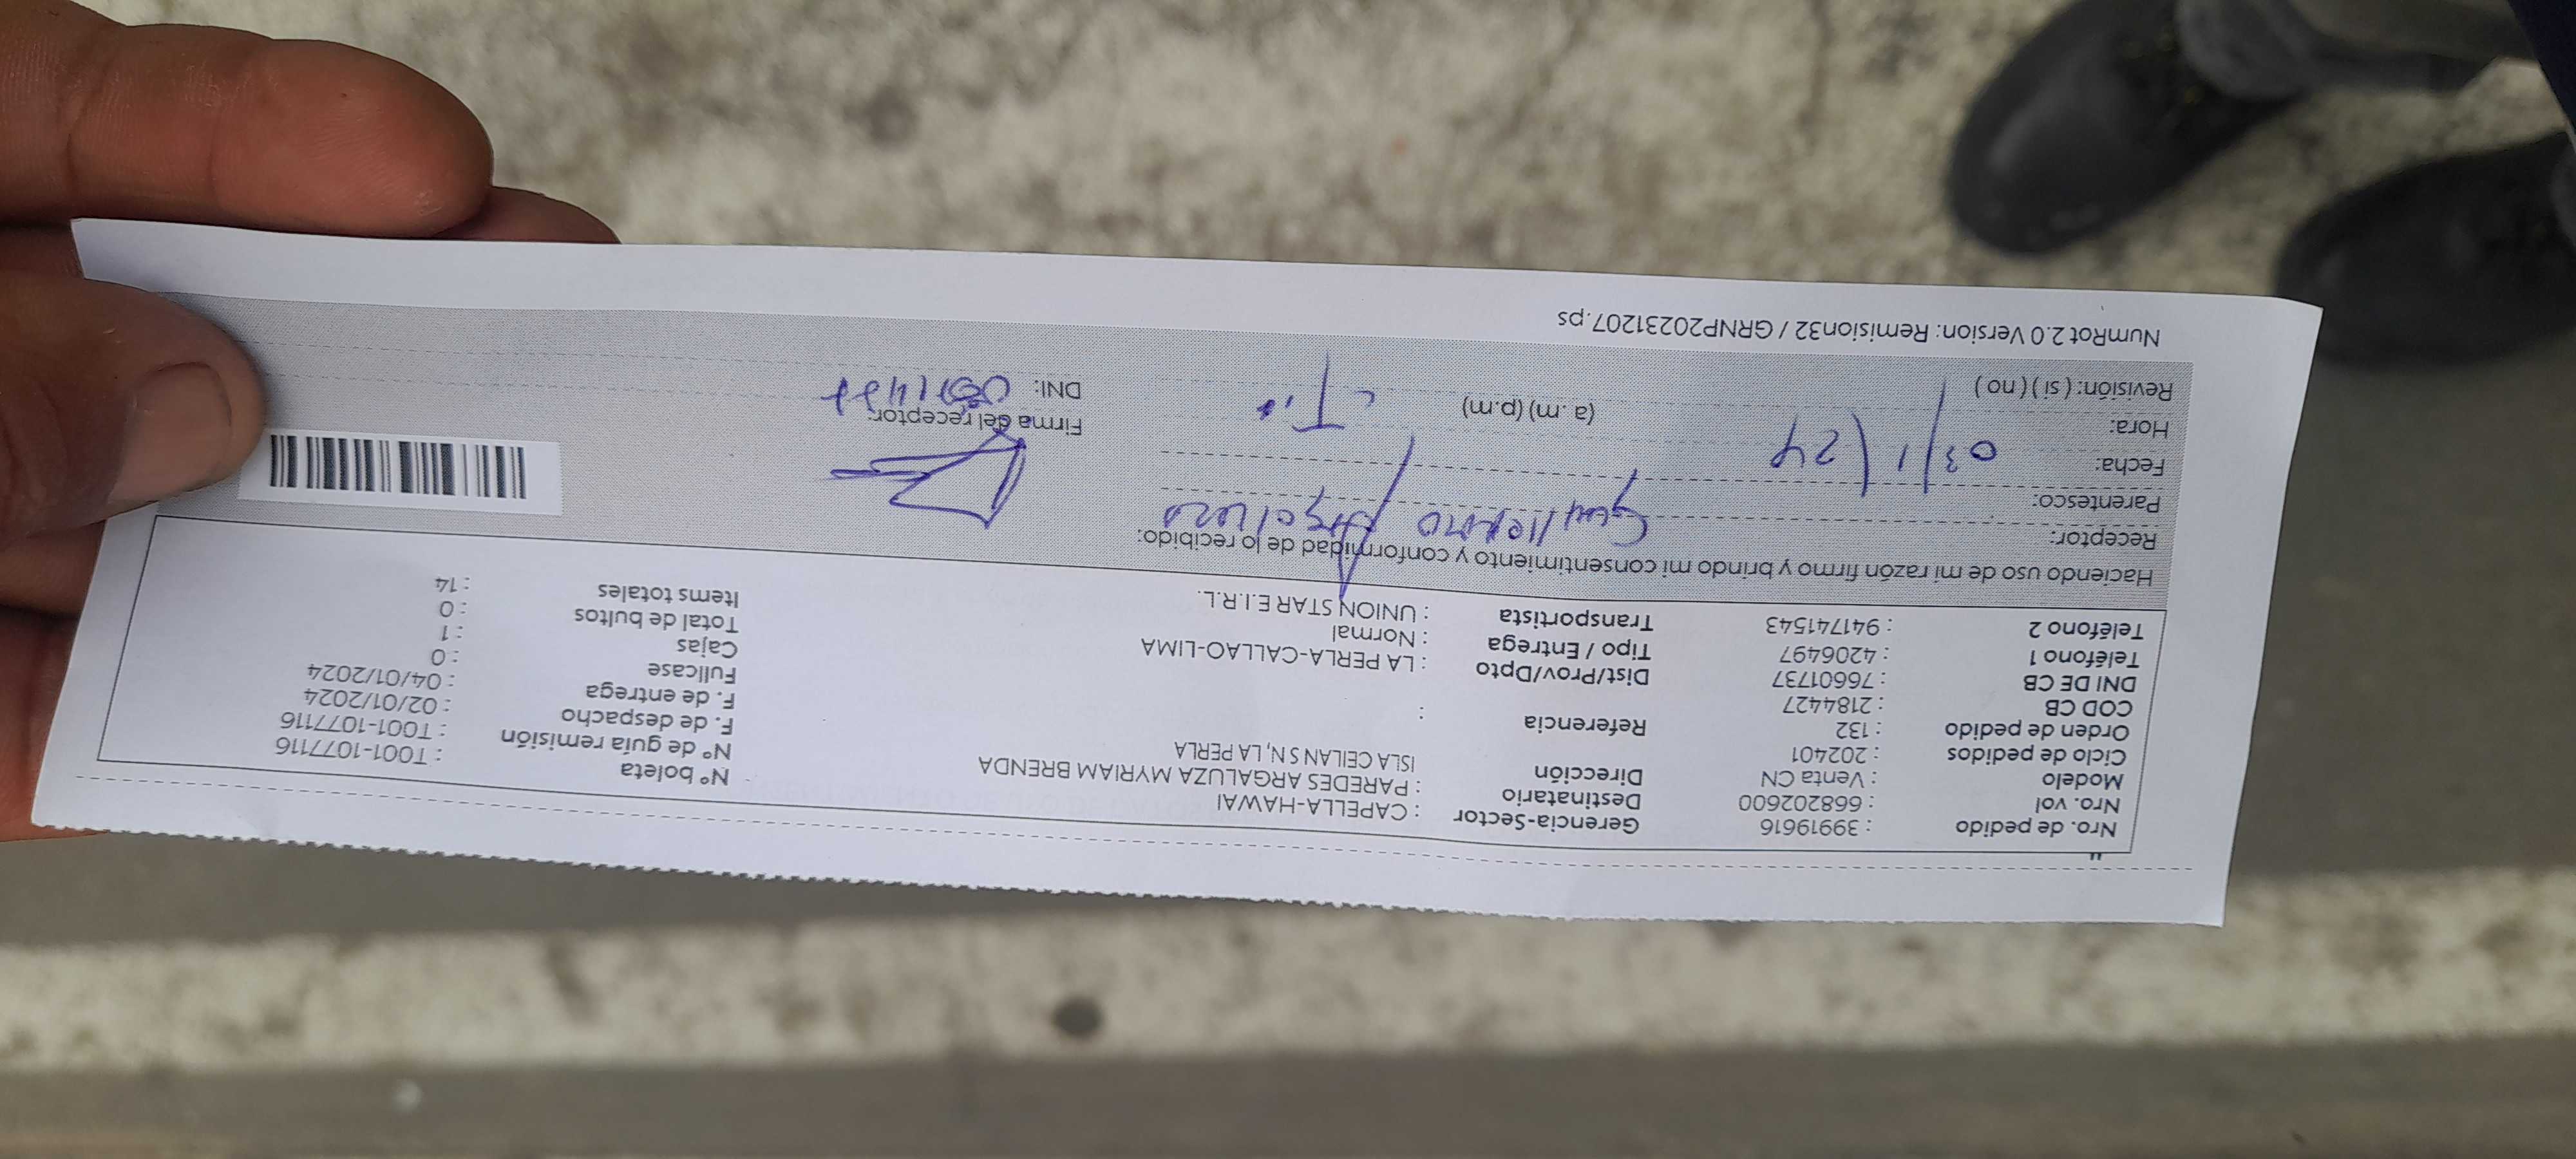 Nro. de pedido : 39919616 Gerencia-Sector : CAPELLA-HAWAI Nº boleta : T001-1077116
Nro. vol : 668202600 Destinatario : PAREDES ARGALUZA MYRIAM BRENDA Nº de guía remisión : T001-1077116
Modelo : Venta CN Dirección ISLA CEILAN SN, LA PERLA F. de despacho : 02/01/2024
Ciclo de pedidos : 202401 Referencia : F. de entrega : 04/01/2024
Orden de pedido : 132 Fullcase : 0
COD CB : 2184427 Dist/Prov/Dpto : LA PERLA-CALLAO-LIMA Cajas : 1
DNI DE CB : 76601737 Tipo / Entrega : Normal Total de bultos : 0
Teléfono 1 : 4206497 Transportista : UNION STAR E.I.R.L. Items totales : 14
Teléfono 2 : 941741543
Haciendo uso de mi razón firmo y brindo mi consentimiento y conformidad de lo recibido:
Receptor: Guillermo Argaluza
Parentesco:
Fecha: 03/1/24
Hora: (a.m) (p.m) Firma del receptor:
Revisión: ( si ) ( no ) DNI:
NumRot 2.0 Version: Remision32 / GRNP20231207.ps